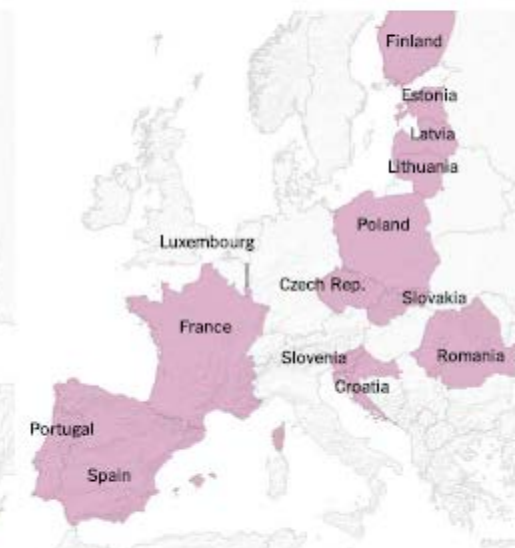 Finland
Estonia
Latvia
Lithuania
Poland
Luxembourg
Czech Rep.
Slovakia
France
Slovenia
Romania
Croatia
Portugal
Spain